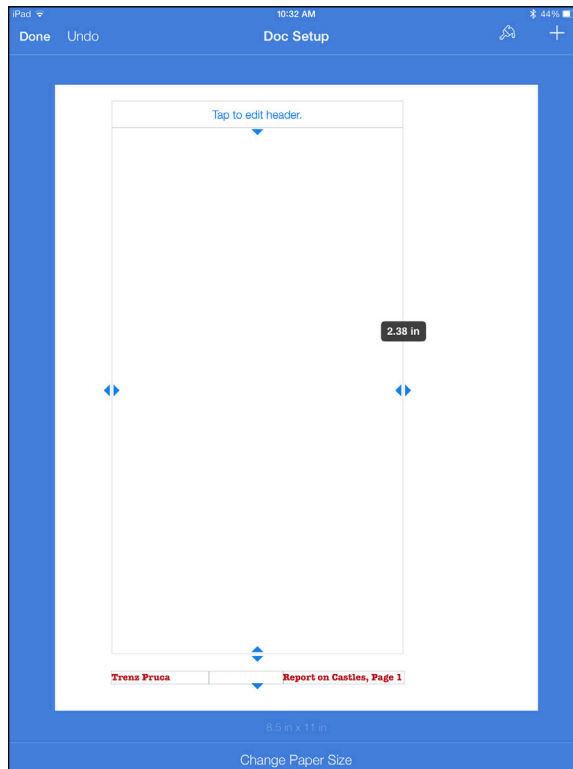 iPad 10:32 AM 44%
Done Undo Doc Setup
Tap to edit header.
2.38 in
Trenz Pruca Report on Castles, Page 1
8.5 in x 11 in
Change Paper Size